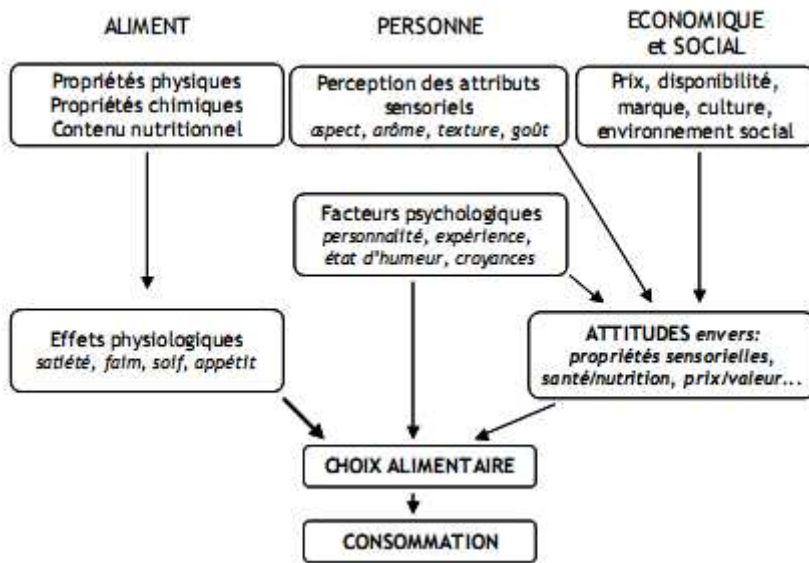 ALIMENT
PERSONNE
ECONOMIQUE
et SOCIAL
Propriétés physiques
Propriétés chimiques
Contenu nutritionnel
Perception des attributs
sensoriels
aspect, arôme, texture, goût
Prix, disponibilité,
marque, culture,
environnement social
Facteurs psychologiques
personnalité, expérience,
état d'humeur, croyances
Effets physiologiques
satiété, faim, soif, appétit
ATTITUDES envers:
propriétés sensorielles,
santé/nutrition, prix/valeur...
CHOIX ALIMENTAIRE
CONSOMMATION